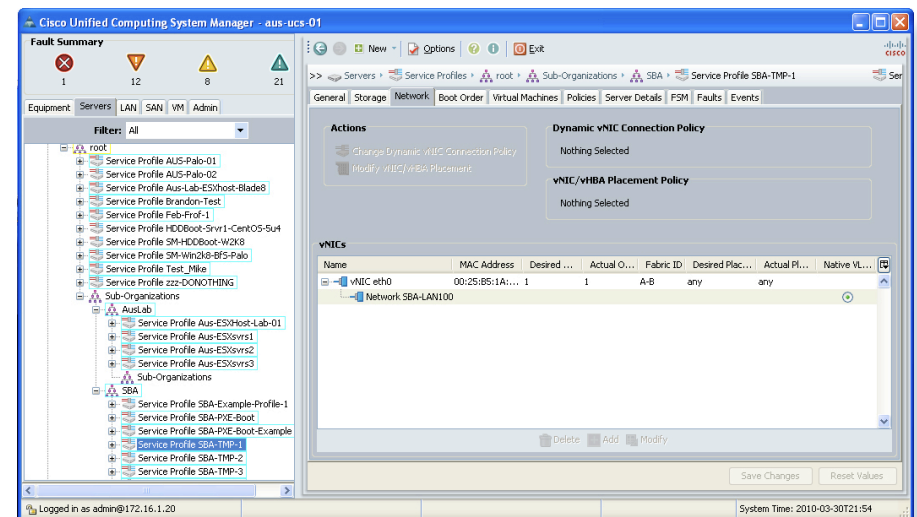 Cisco Unified Computing System Manager - aus-ucs-01
Fault Summary
1 12 8 21
New Options Exit
cisco
>> Servers Service Profiles root Sub-Organizations SBA Service Profile SBA-TMP-1 Ser
Equipment Servers LAN SAN VM Admin
General Storage Network Boot Order Virtual Machines Policies Server Details FSM Faults Events
Filter: All
root
Service Profile AUS-Palo-01
Service Profile AUS-Palo-02
Service Profile Aus-Lab-ESXhost-Blade8
Service Profile Brandon-Test
Service Profile Feb-Frof-1
Service Profile HDDBoot-Srvr1-CentOS-5u4
Service Profile SM-HDDBoot-W2K8
Service Profile SM-Win2k8-BFS-Palo
Service Profile Test_Mike
Service Profile zzz-DONOTHING
Sub-Organizations
AusLab
Service Profile Aus-ESXHost-Lab-01
Service Profile Aus-ESXsvrs1
Service Profile Aus-ESXsvrs2
Service Profile Aus-ESXsvrs3
Sub-Organizations
SBA
Service Profile SBA-Example-Profile-1
Service Profile SBA-PXE-Boot
Service Profile SBA-PXE-Boot-Example
Service Profile SBA-TMP-1
Service Profile SBA-TMP-2
Service Profile SBA-TMP-3
Actions
Change Dynamic vNIC Connection Policy
Modify vNIC/vHBA Placement
Dynamic vNIC Connection Policy
Nothing Selected
vNIC/vHBA Placement Policy
Nothing Selected
vNICs
Name MAC Address Desired ... Actual O... Fabric ID Desired Plac... Actual Pl... Native VL...
vNIC eth0 00:25:B5:1A:... 1 1 A-B any any
Network SBA-LAN100
Delete Add Modify
Save Changes Reset Values
Logged in as admin@172.16.1.20
System Time: 2010-03-30T21:54